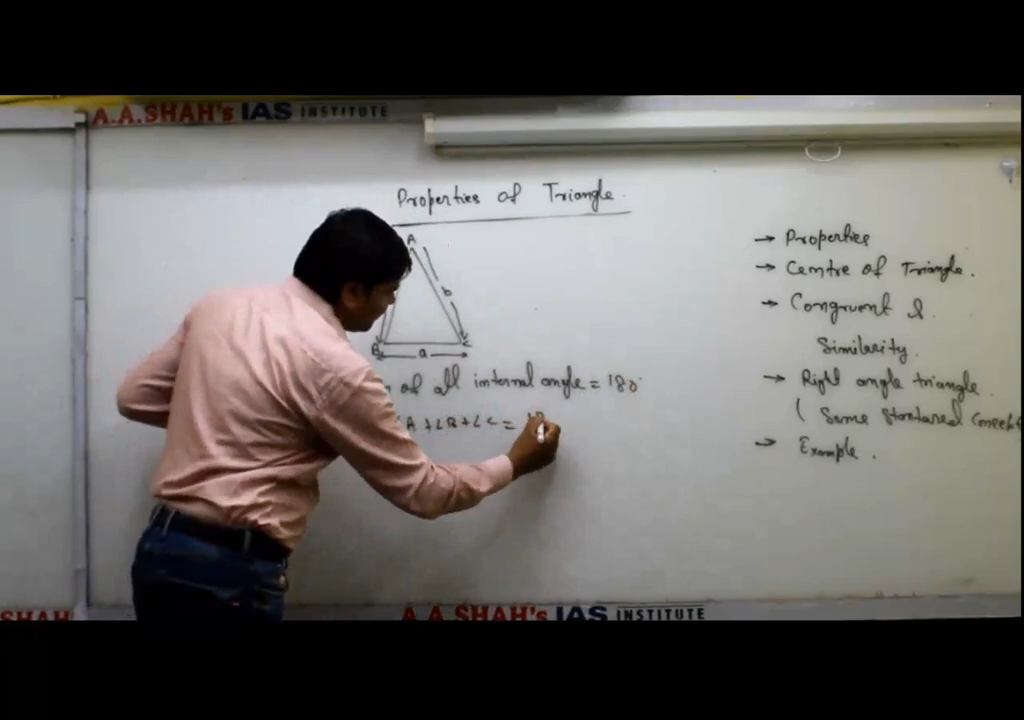 A.A.SHAH's IAS INSTITUTE
Properties of Triangle.
A
b
B C
a
of all internal angle = 180°
A + ∠B + ∠C = 18
→ Properties
→ Centre of Triangle.
→ Congruent &
Similarity.
→ Right angle triangle
( Some
→ Example.
SHAH
A.A.SHAH's IAS INSTITUTE